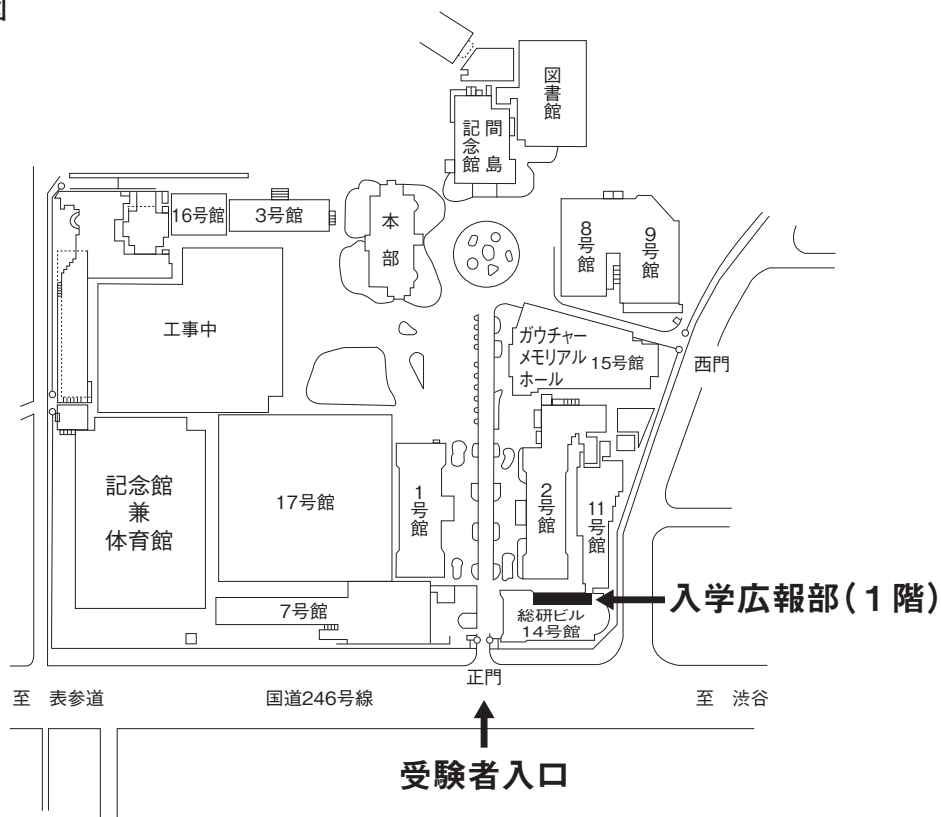 図書館
間島
記念館
本部
16号館
3号館
8号館
9号館
工事中
ガウチャー
メモリアル
ホール
15号館
西門
記念館
兼
体育館
17号館
1号館
2号館
11号館
入学広報部(1階)
7号館
総研ビル
14号館
正門
至 表参道
国道246号線
至 渋谷
受験者入口